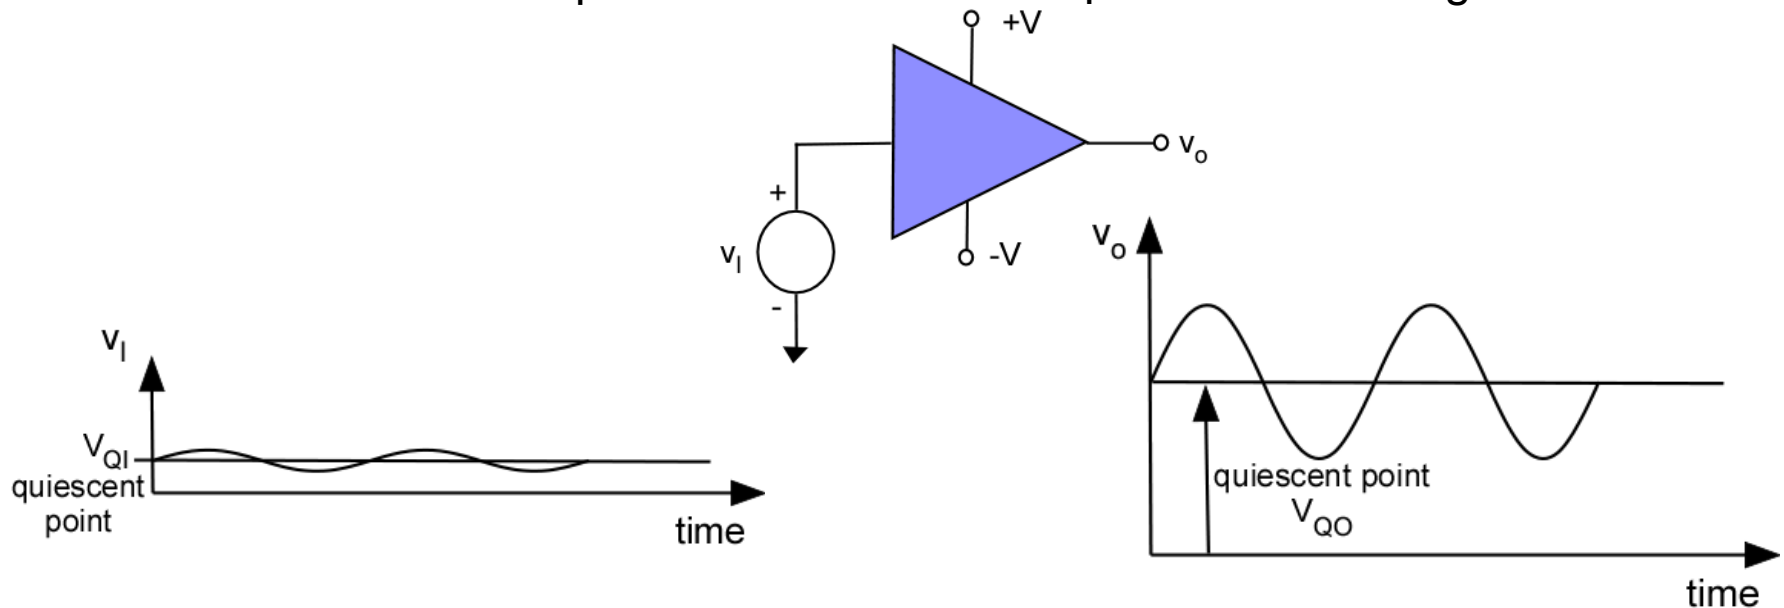 +V
vo
+
vI
-
-V
vI
VQI
quiescent
point
time
vo
quiescent point
VQO
time